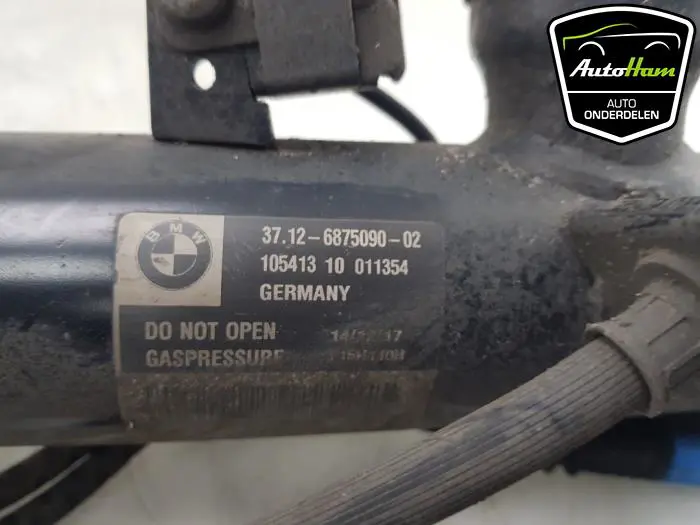 AutoHam
AUTO
ONDERDELEN
BMW
37.12-6875090-02
105413 10 011354
GERMANY
DO NOT OPEN
GASPRESSURE